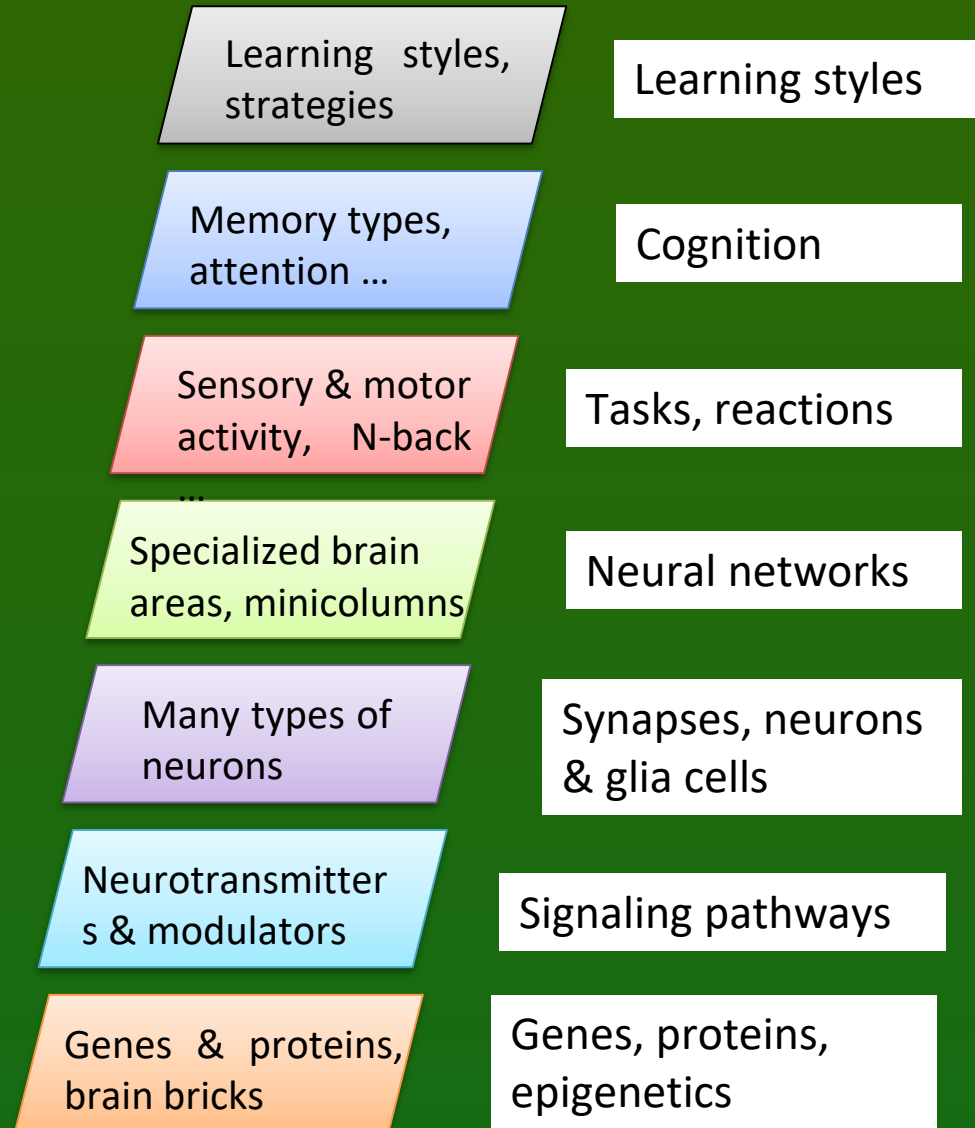 Learning styles,
strategies
Learning styles
Memory types,
attention …
Cognition
Sensory & motor
activity, N-back
…
Tasks, reactions
Specialized brain
areas, minicolumns
Neural networks
Many types of
neurons
Synapses, neurons
& glia cells
Neurotransmitter
s & modulators
Signaling pathways
Genes & proteins,
brain bricks
Genes, proteins,
epigenetics